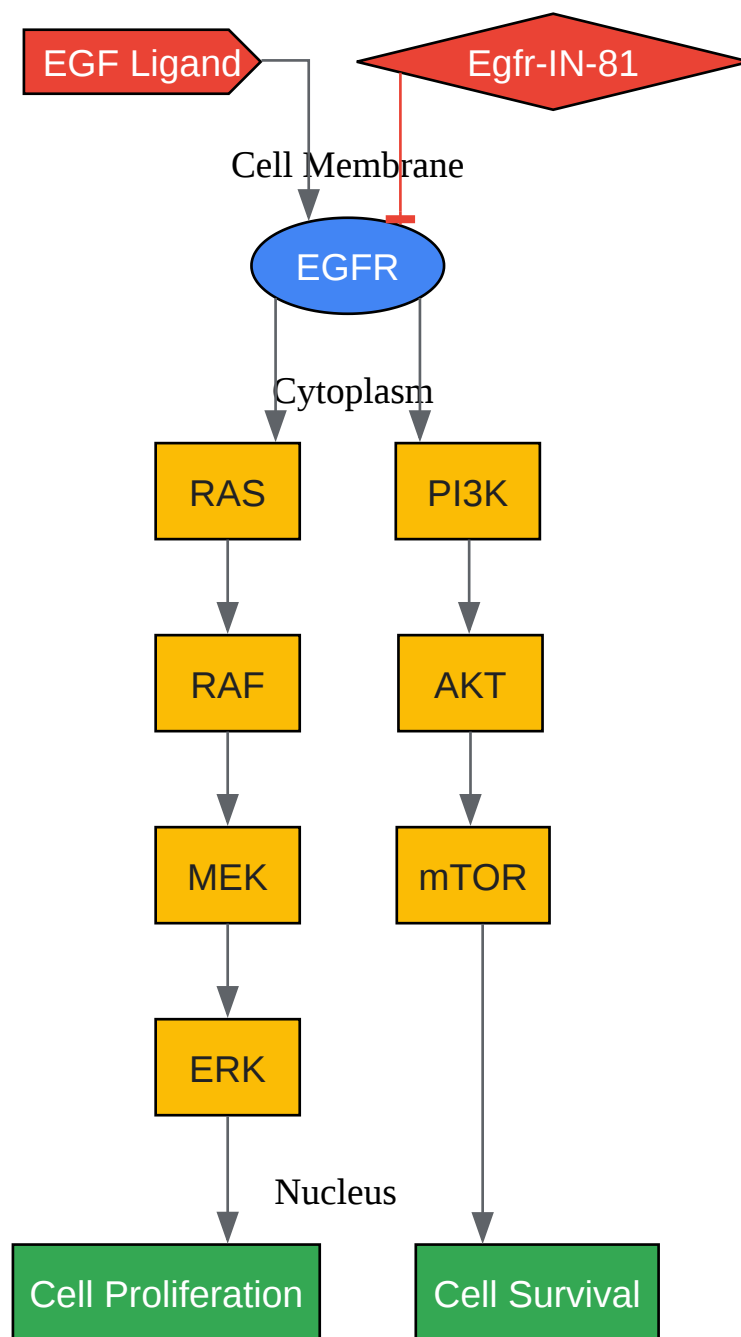 EGF Ligand
Egfr-IN-81
Cell Membrane
EGFR
Cytoplasm
RAS
PI3K
RAF
AKT
MEK
mTOR
ERK
Nucleus
Cell Proliferation
Cell Survival